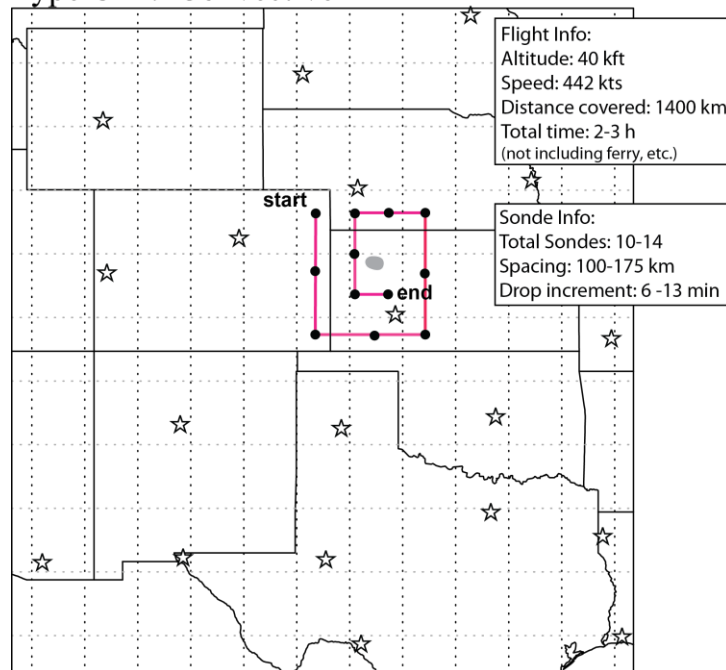 Flight Info:
Altitude: 40 kft
Speed: 442 kts
Distance covered: 1400 km
Total time: 2-3 h
(not including ferry, etc.)
start
Sonde Info:
Total Sondes: 10-14
Spacing: 100-175 km
Drop increment: 6 -13 min
end